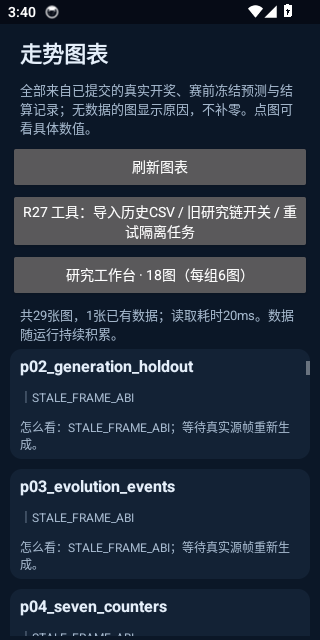 3:40
走势图表
全部来自已提交的真实开奖、赛前冻结预测与结
算记录；无数据的图显示原因，不补零。点图可
看具体数值。
刷新图表
R27 工具：导入历史CSV / 旧研究链开关 / 重
试隔离任务
研究工作台 · 18图（每组6图）
共29张图，1张已有数据；读取耗时20ms。数据
随运行持续积累。
p02_generation_holdout
｜STALE_FRAME_ABI
怎么看：STALE_FRAME_ABI；等待真实源帧重新生
成。
p03_evolution_events
｜STALE_FRAME_ABI
怎么看：STALE_FRAME_ABI；等待真实源帧重新生
成。
p04_seven_counters
｜STALE_FRAME_ABI